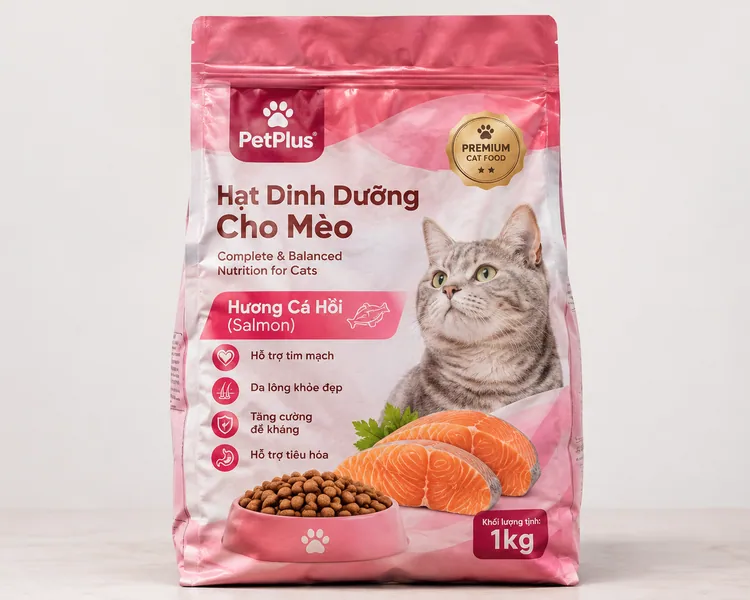 PetPlus®
PREMIUM
CAT FOOD
Hạt Dinh Dưỡng
Cho Mèo
Complete & Balanced
Nutrition for Cats
Hương Cá Hồi
(Salmon)
Hỗ trợ tim mạch
Da lông khỏe đẹp
Tăng cường
đề kháng
Hỗ trợ tiêu hóa
Khối lượng tịnh:
1kg